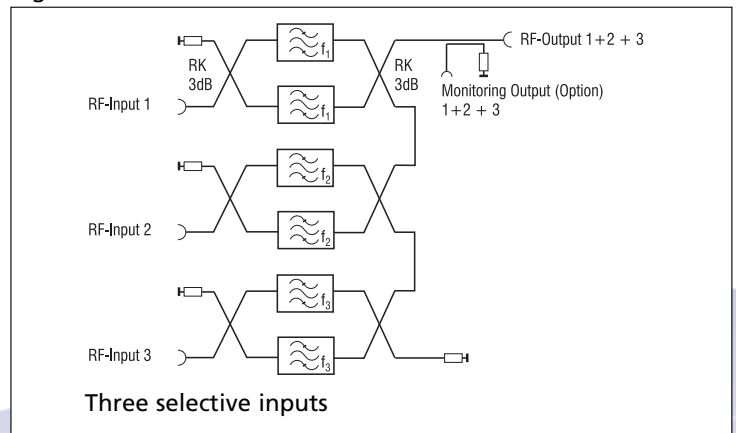 f₁
RF-Output 1+2 + 3
RK
3dB
RK
3dB
Monitoring Output (Option)
1+2 + 3
RF-Input 1
f₁
f₂
RF-Input 2
f₂
f₃
RF-Input 3
f₃
Three selective inputs